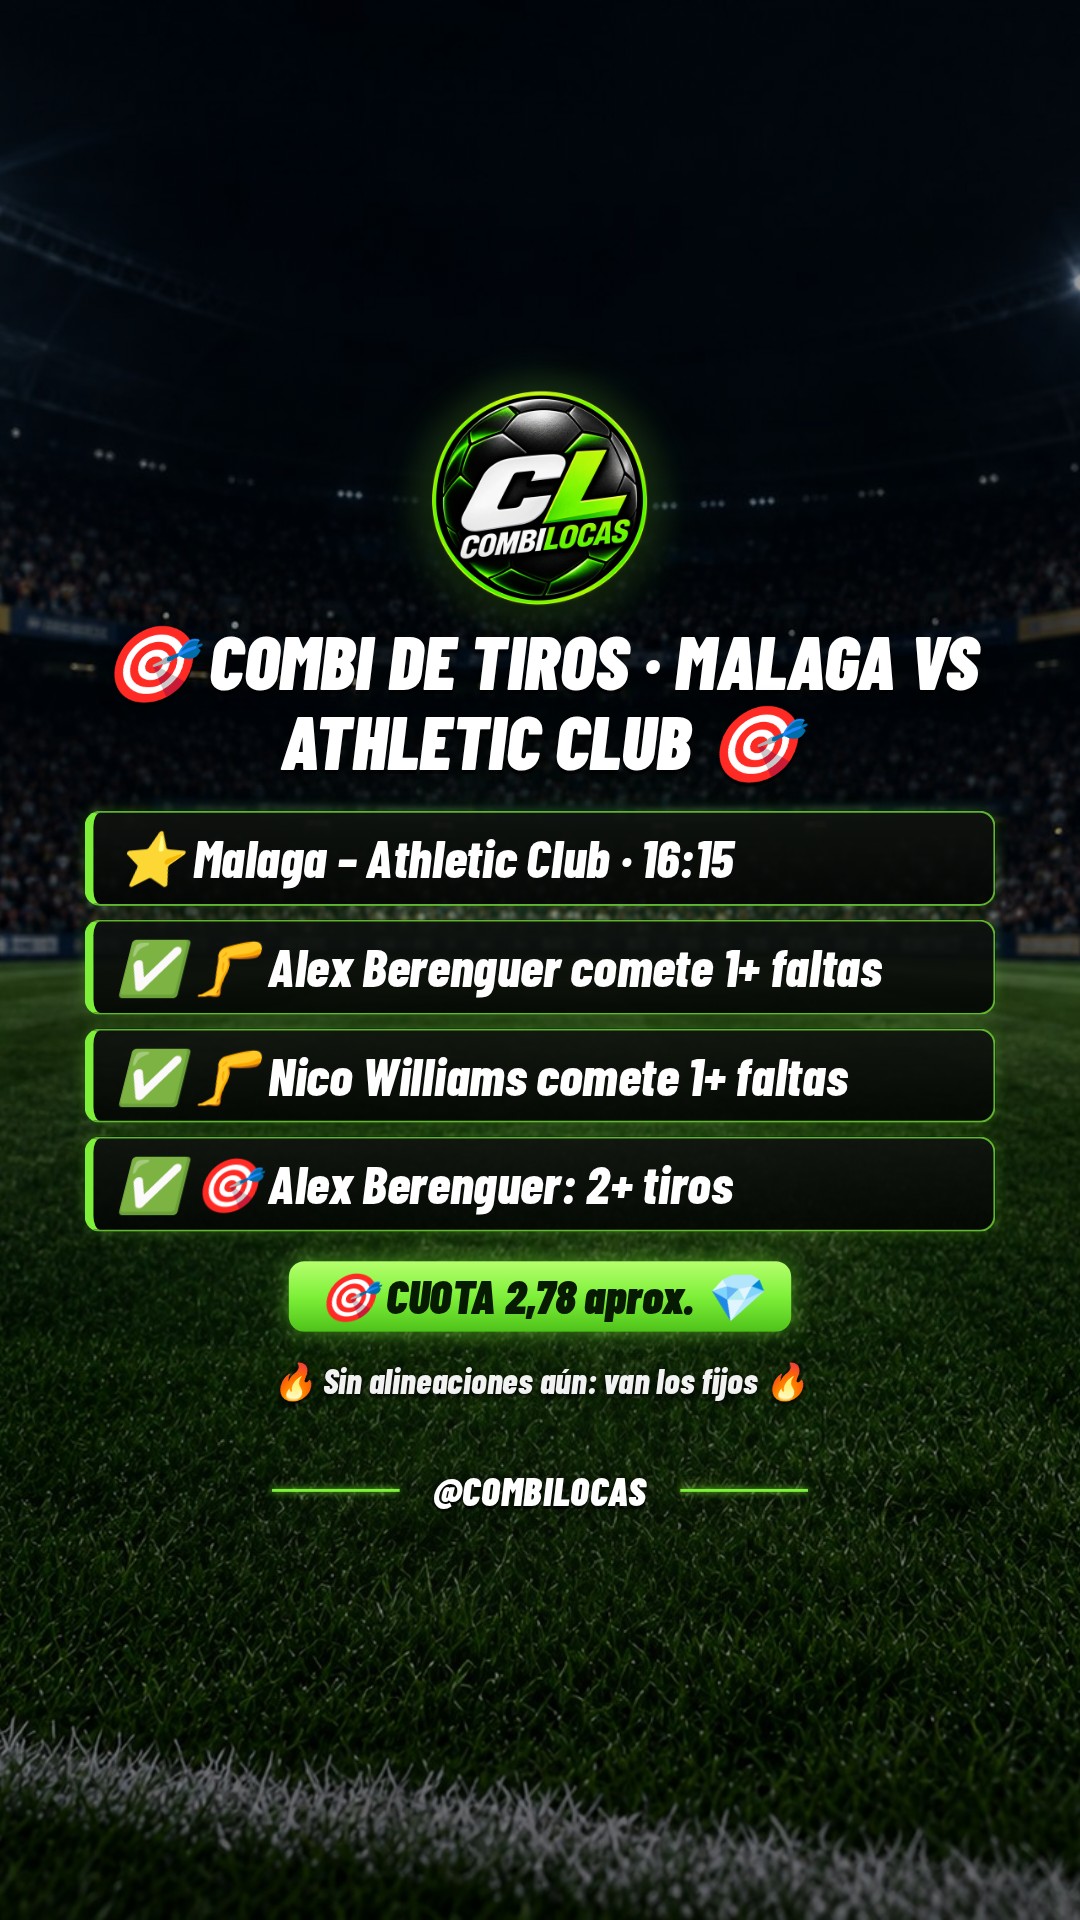 CL
COMBILOCAS
🎯 COMBI DE TIROS · MALAGA VS
ATHLETIC CLUB 🎯
⭐ Malaga – Athletic Club · 16:15
✅ 🦵 Alex Berenguer comete 1+ faltas
✅ 🦵 Nico Williams comete 1+ faltas
✅ 🎯 Alex Berenguer: 2+ tiros
🎯 CUOTA 2,78 aprox. 💎
🔥 Sin alineaciones aún: van los fijos 🔥
@COMBILOCAS